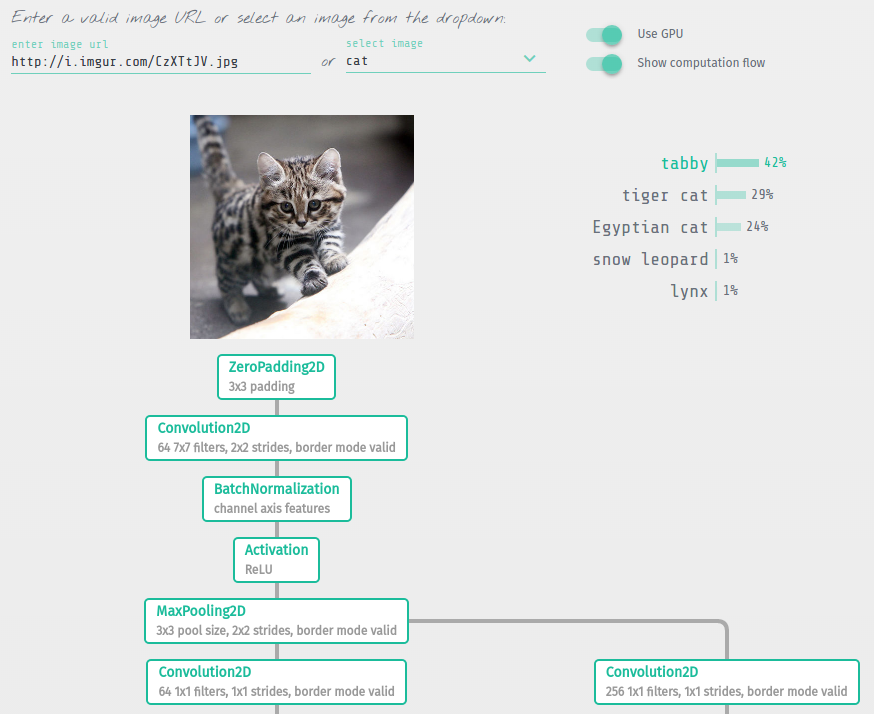 Enter a valid image URL or select an image from the dropdown:
enter image url
http://i.imgur.com/CzXTtJV.jpg
or
select image
cat
Use GPU
Show computation flow
tabby 42%
tiger cat 29%
Egyptian cat 24%
snow leopard 1%
lynx 1%
ZeroPadding2D
3x3 padding
Convolution2D
64 7x7 filters, 2x2 strides, border mode valid
BatchNormalization
channel axis features
Activation
ReLU
MaxPooling2D
3x3 pool size, 2x2 strides, border mode valid
Convolution2D
64 1x1 filters, 1x1 strides, border mode valid
Convolution2D
256 1x1 filters, 1x1 strides, border mode valid